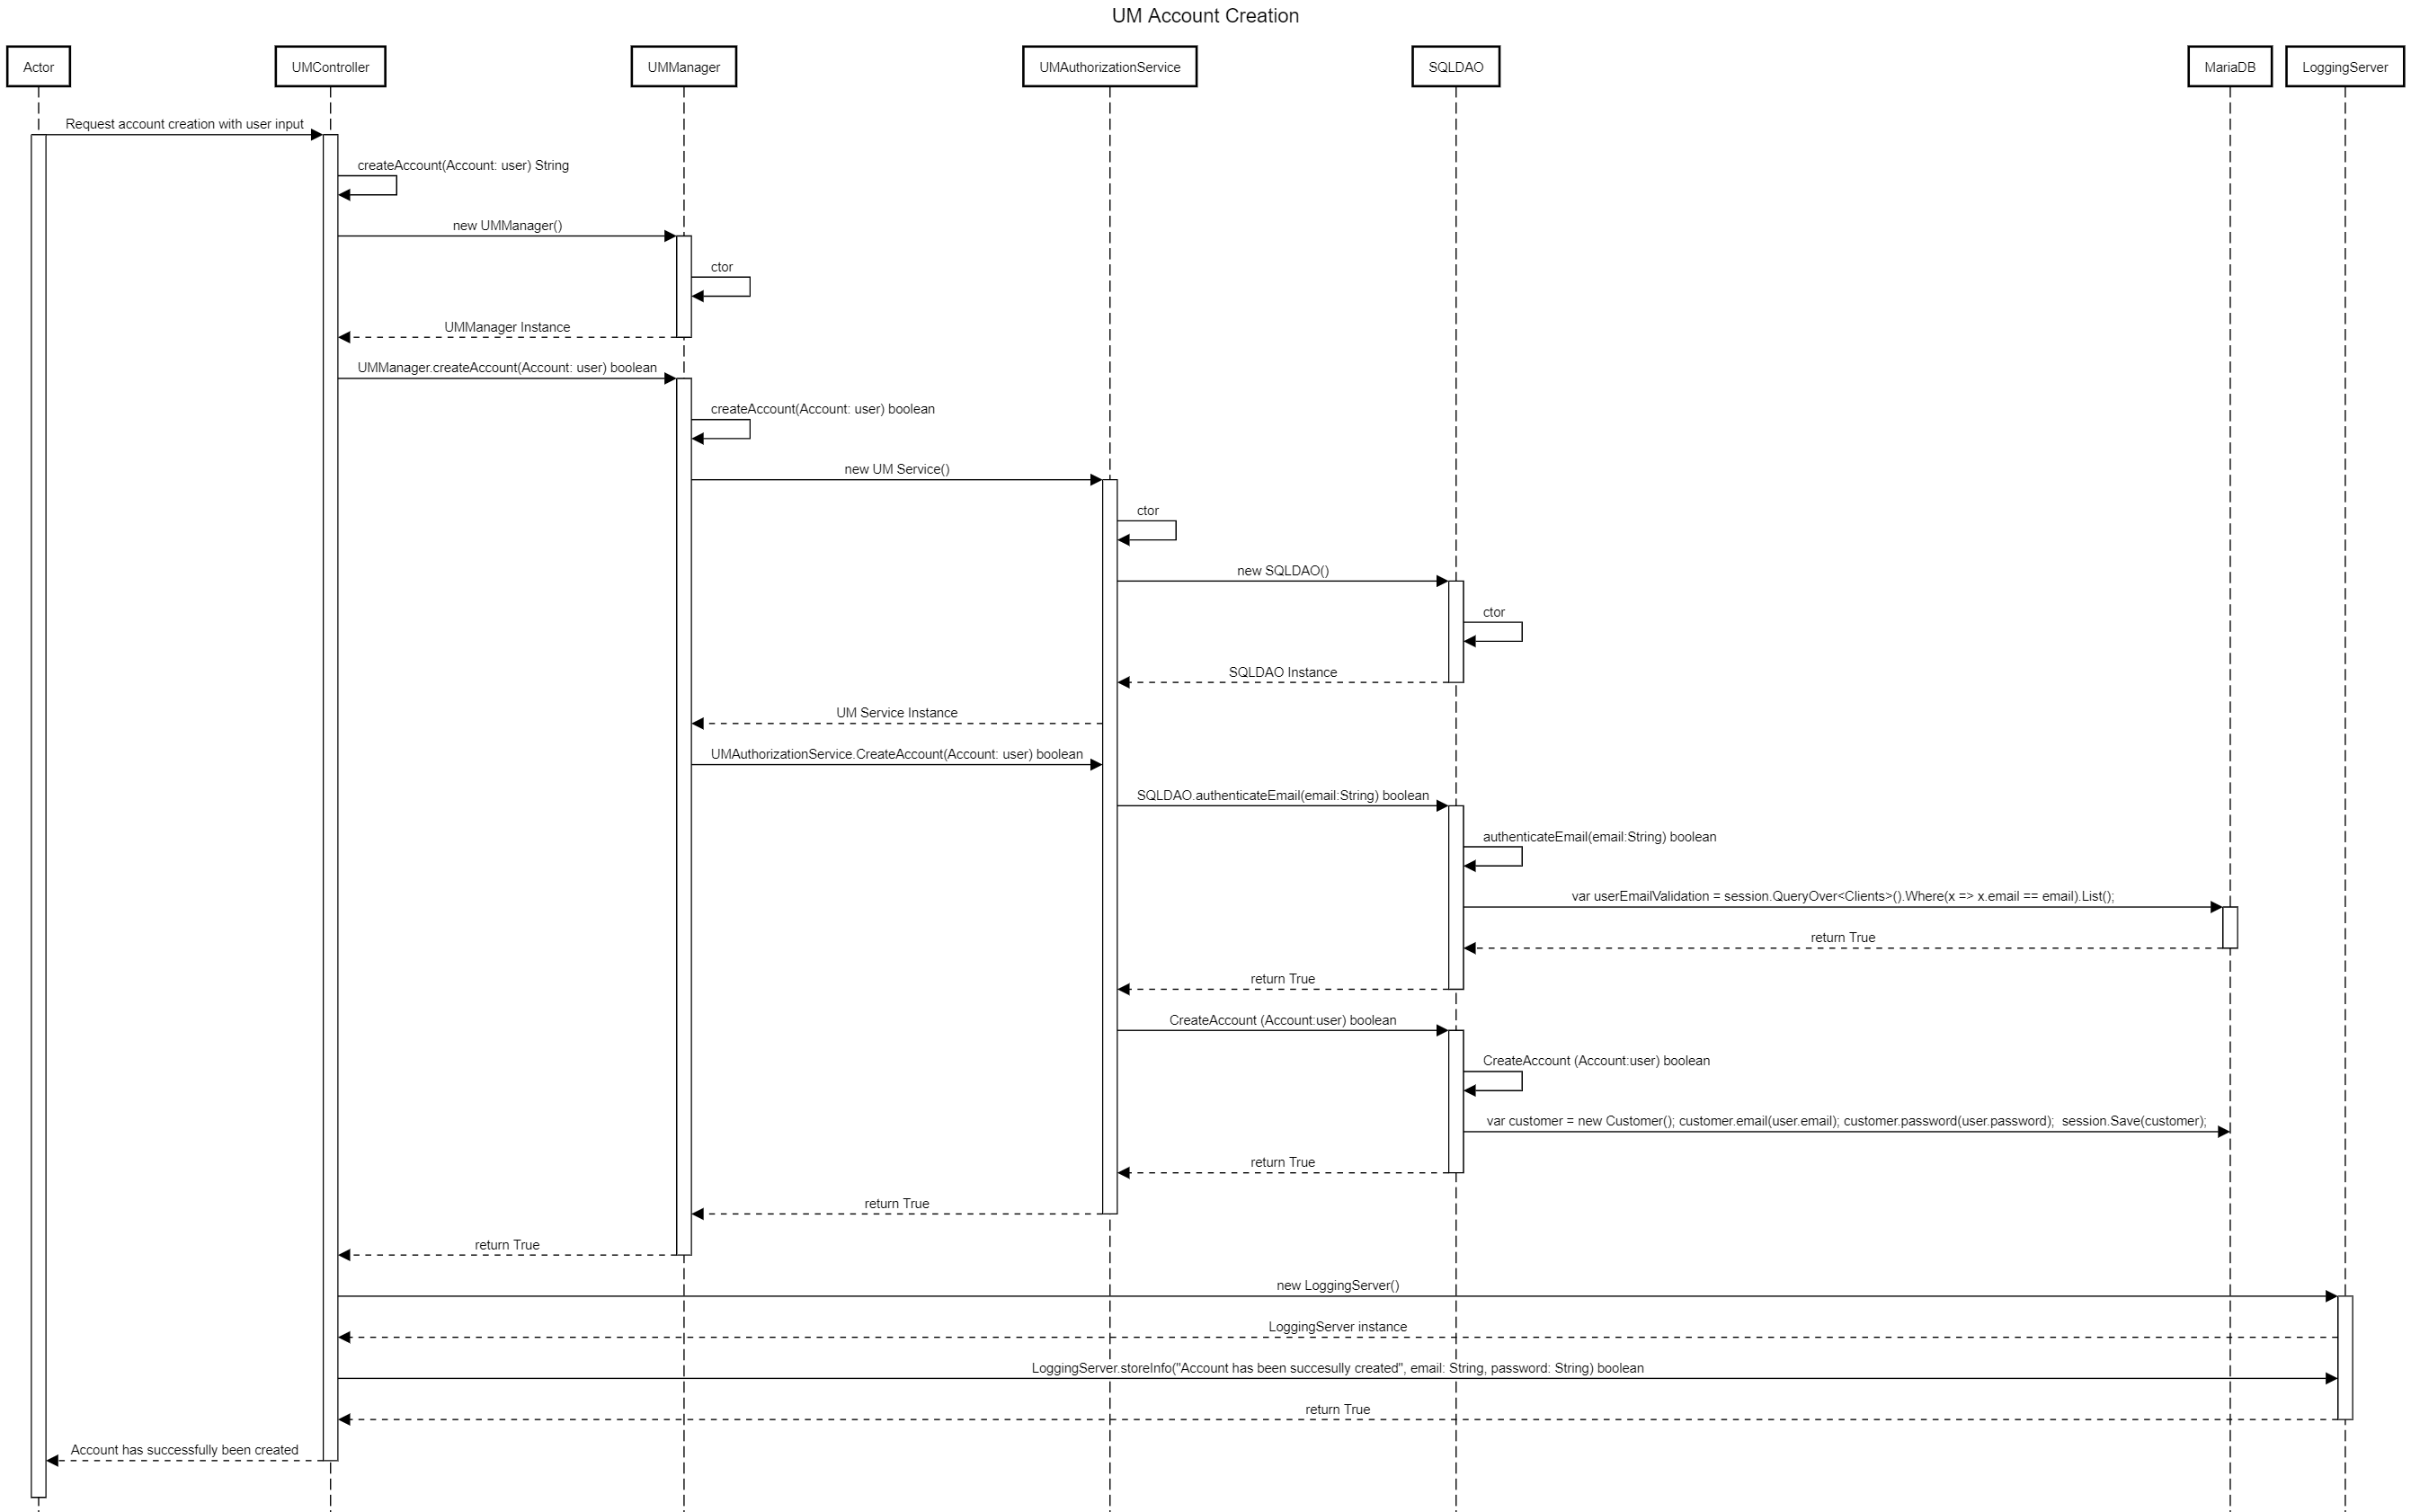 UM Account Creation
Actor
UMController
UMManager
UMAuthorizationService
SQLDAO
MariaDB
LoggingServer
Request account creation with user input
createAccount(Account: user) String
new UMManager()
ctor
UMManager Instance
UMManager.createAccount(Account: user) boolean
createAccount(Account: user) boolean
new UM Service()
ctor
new SQLDAO()
ctor
SQLDAO Instance
UM Service Instance
UMAuthorizationService.CreateAccount(Account: user) boolean
SQLDAO.authenticateEmail(email:String) boolean
authenticateEmail(email:String) boolean
var userEmailValidation = session.QueryOver<Clients>().Where(x => x.email == email).List();
return True
return True
CreateAccount (Account:user) boolean
CreateAccount (Account:user) boolean
var customer = new Customer(); customer.email(user.email); customer.password(user.password);  session.Save(customer);
return True
return True
return True
new LoggingServer()
LoggingServer instance
LoggingServer.storeInfo("Account has been succesully created", email: String, password: String) boolean
return True
Account has successfully been created